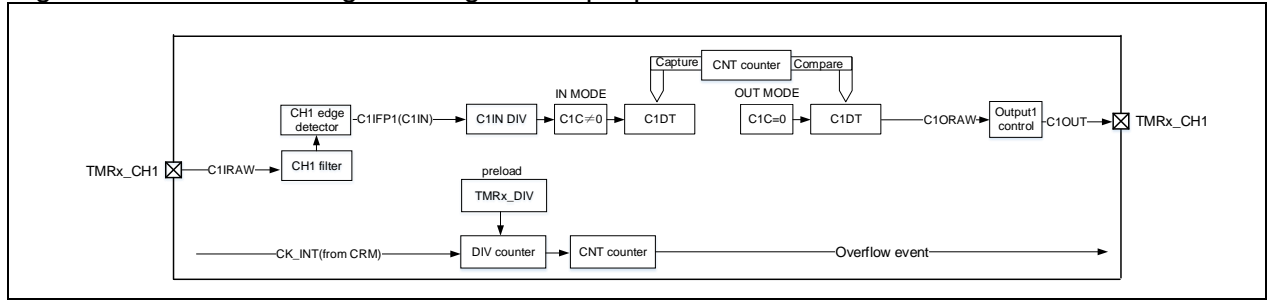 Capture
CNT counter
Compare
IN MODE
OUT MODE
CH1 edge
detector
C1IFP1(C1IN)
C1IN DIV
C1C≠0
C1DT
C1C=0
C1DT
C1ORAW
Output1
control
C1OUT
TMRx_CH1
TMRx_CH1
C1IRAW
CH1 filter
preload
TMRx_DIV
CK_INT(from CRM)
DIV counter
CNT counter
Overflow event